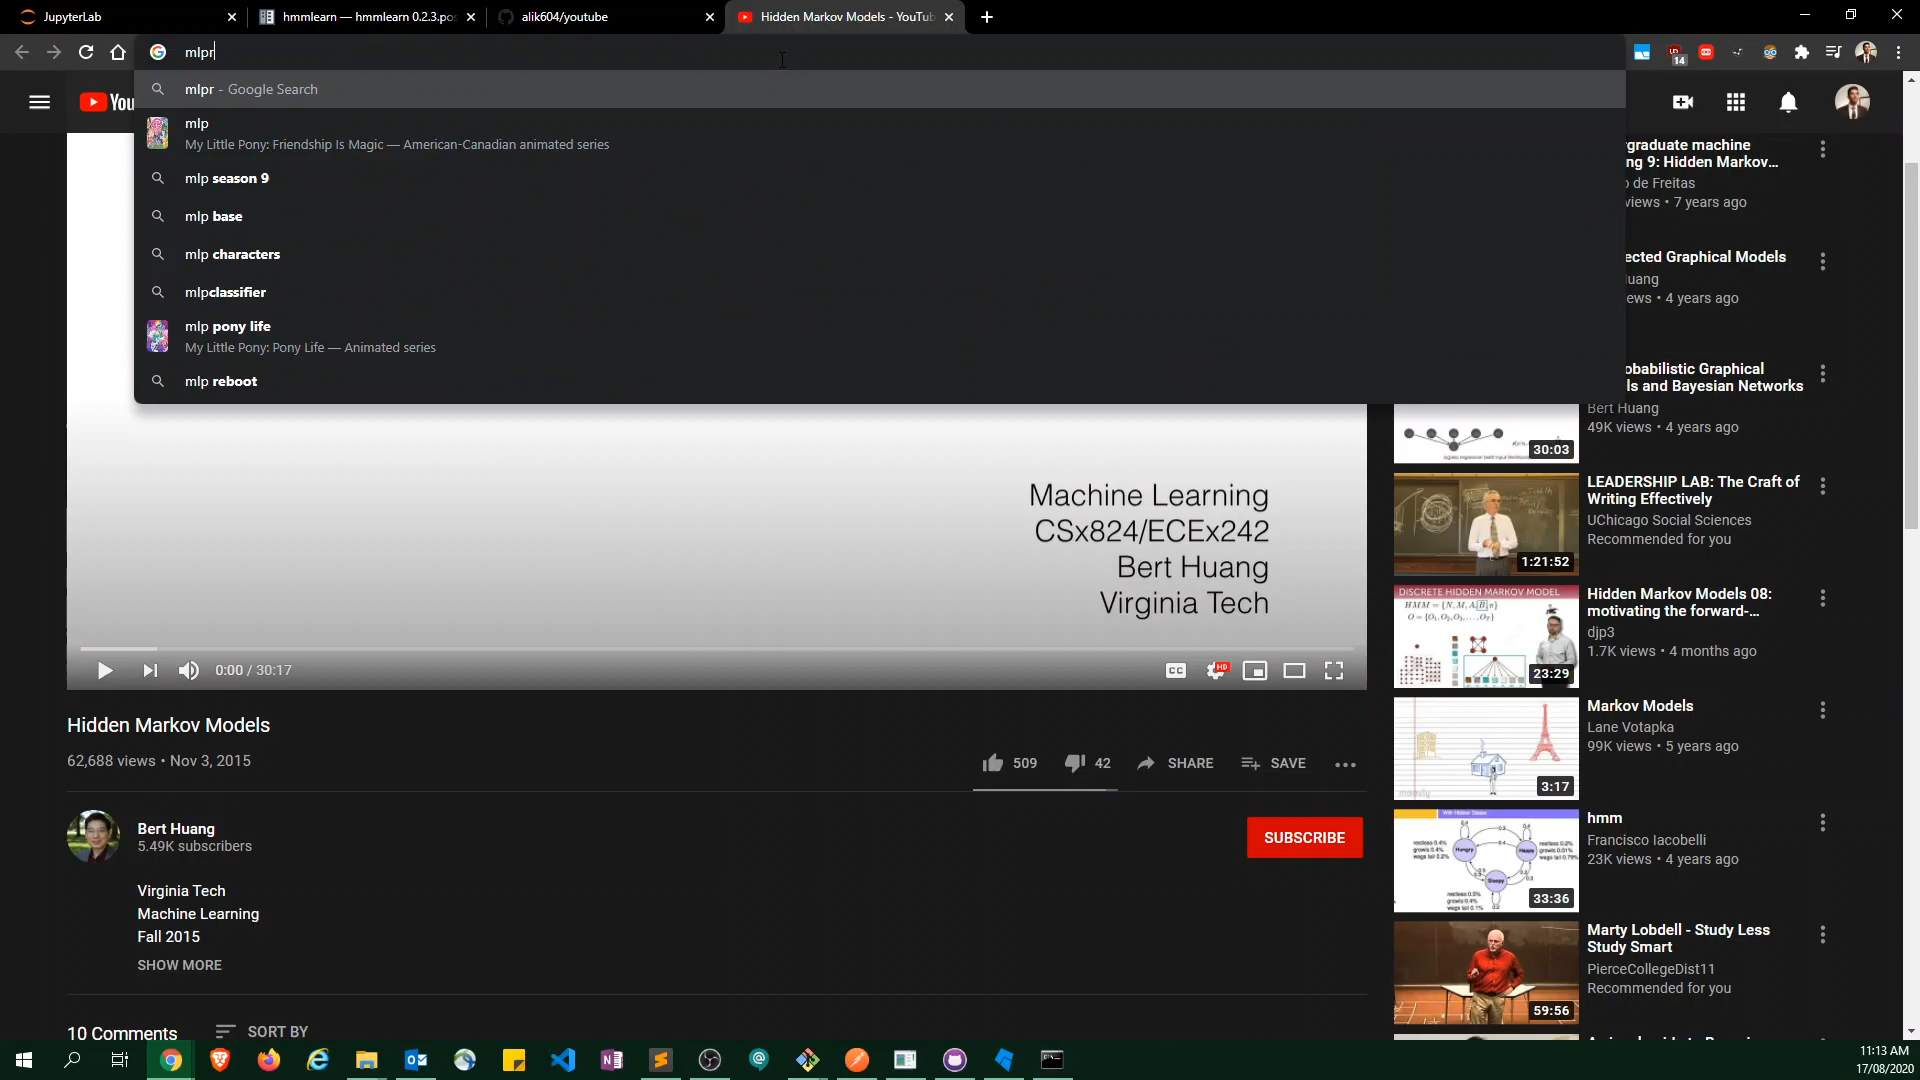 JupyterLab
hmmlearn — hmmlearn 0.2.3.pos
alik604/youtube
Hidden Markov Models - YouTub
mlpr
14
mlpr - Google Search
mlp
My Little Pony: Friendship Is Magic — American-Canadian animated series
mlp season 9
mlp base
mlp characters
mlpclassifier
mlp pony life
My Little Pony: Pony Life — Animated series
mlp reboot
You
Machine Learning
CSx824/ECEx242
Bert Huang
Virginia Tech
0:00 / 30:17
CC
HD
Hidden Markov Models
62,688 views • Nov 3, 2015
509
42
SHARE
SAVE
Bert Huang
5.49K subscribers
SUBSCRIBE
Virginia Tech
Machine Learning
Fall 2015
SHOW MORE
10 Comments
SORT BY
rgraduate machine
ng 9: Hidden Markov...
o de Freitas
views • 7 years ago
ected Graphical Models
uang
ews • 4 years ago
obabilistic Graphical
ls and Bayesian Networks
Bert Huang
49K views • 4 years ago
30:03
LEADERSHIP LAB: The Craft of
Writing Effectively
UChicago Social Sciences
Recommended for you
1:21:52
DISCRETE HIDDEN MARKOV MODEL
Hidden Markov Models 08:
motivating the forward-...
djp3
1.7K views • 4 months ago
23:29
Markov Models
Lane Votapka
99K views • 5 years ago
3:17
hmm
Francisco Iacobelli
23K views • 4 years ago
Hungry
Happy
Sleepy
33:36
Marty Lobdell - Study Less
Study Smart
PierceCollegeDist11
Recommended for you
59:56
11:13 AM
17/08/2020